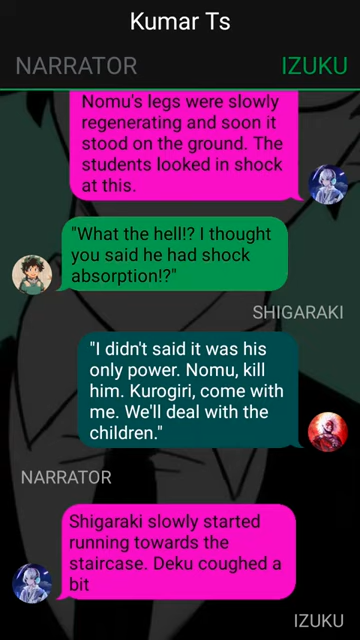 Kumar Ts
NARRATOR
IZUKU
Nomu's legs were slowly
regenerating and soon it
stood on the ground. The
students looked in shock
at this.
"What the hell!? I thought
you said he had shock
absorption!?"
SHIGARAKI
"I didn't said it was his
only power. Nomu, kill
him. Kurogiri, come with
me. We'll deal with the
children."
NARRATOR
Shigaraki slowly started
running towards the
staircase. Deku coughed a
bit
IZUKU